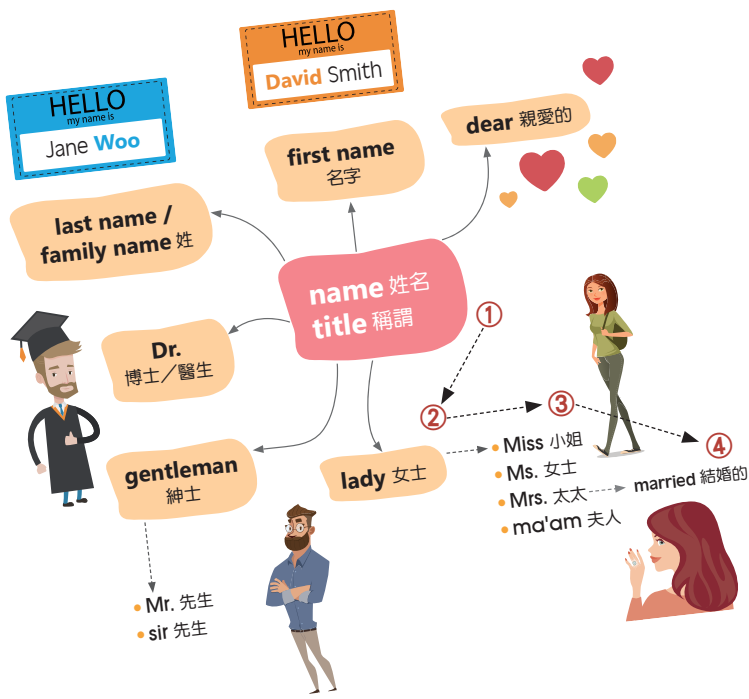 HELLO
my name is
David Smith
HELLO
my name is
Jane Woo
dear 親愛的
first name
名字
last name /
family name 姓
name 姓名
title 稱謂
①
②
③
④
Dr.
博士／醫生
gentleman
紳士
lady 女士
Miss 小姐
Ms. 女士
Mrs. 太太
married 結婚的
ma'am 夫人
Mr. 先生
sir 先生